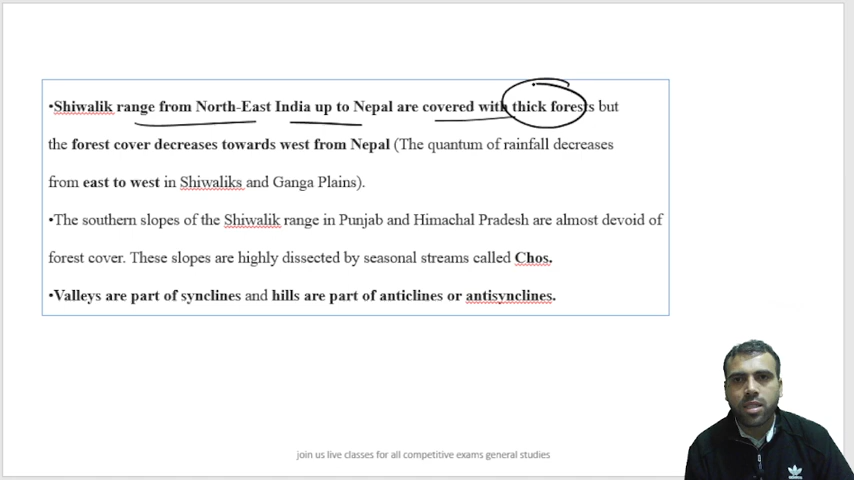 •Shiwalik range from North-East India up to Nepal are covered with thick forests but
the forest cover decreases towards west from Nepal (The quantum of rainfall decreases
from east to west in Shiwaliks and Ganga Plains).
•The southern slopes of the Shiwalik range in Punjab and Himachal Pradesh are almost devoid of
forest cover. These slopes are highly dissected by seasonal streams called Chos.
•Valleys are part of synclines and hills are part of anticlines or antisynclines.
join us live classes for all competitive exams general studies